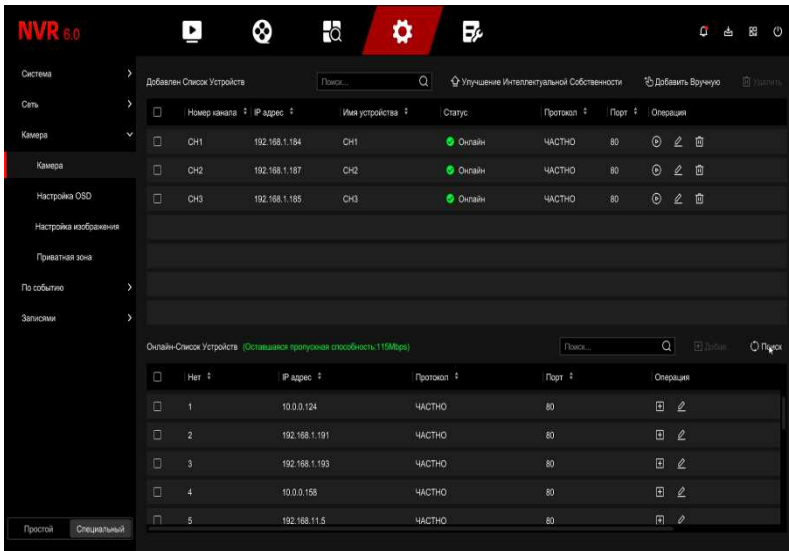 NVR 6.0
Система
Добавлен Список Устройств Поиск... Улучшение Интеллектуальной Собственности Добавить Вручную Удалить
Сеть
Номер канала IP адрес Имя устройства Статус Протокол Порт Операция
Камера
CH1 192.168.1.184 CH1 Онлайн ЧАСТНО 80
Камера
CH2 192.168.1.187 CH2 Онлайн ЧАСТНО 80
Настройка OSD
CH3 192.168.1.185 CH3 Онлайн ЧАСТНО 80
Настройка изображения
Приватная зона
По событию
Записями
Онлайн-Список Устройств (Оставшаяся пропускная способность:115Mbps) Поиск... Добав... Поиск
Нет IP адрес Протокол Порт Операция
1 10.0.0.124 ЧАСТНО 80
2 192.168.1.191 ЧАСТНО 80
3 192.168.1.193 ЧАСТНО 80
4 10.0.0.158 ЧАСТНО 80
5 192.168.11.5 ЧАСТНО 80
Простой Специальный